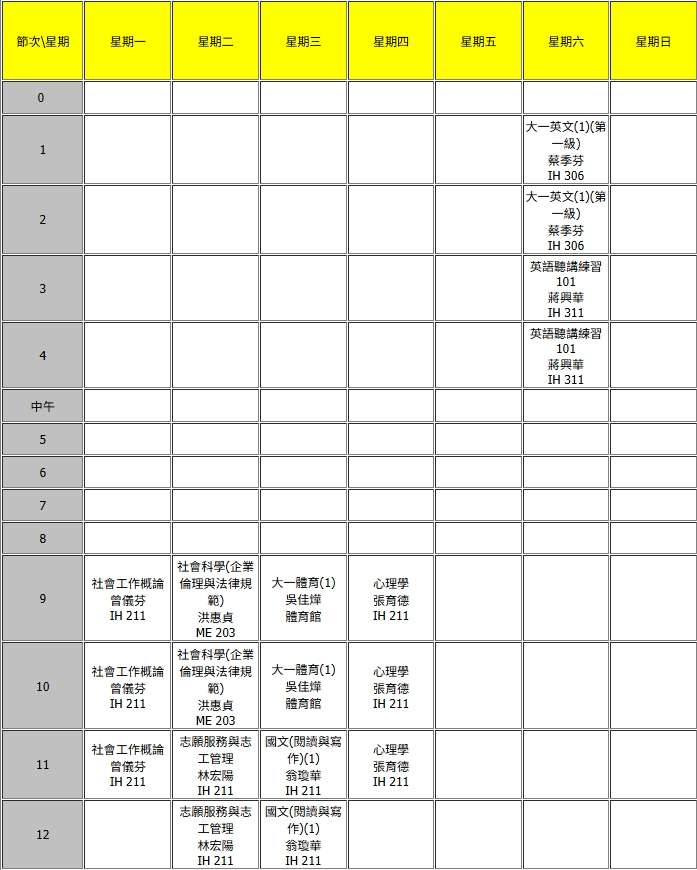 節次\星期 星期一 星期二 星期三 星期四 星期五 星期六 星期日
0
1
大一英文(1)(第
一級)
蔡季芬
IH 306
2
大一英文(1)(第
一級)
蔡季芬
IH 306
3
英語聽講練習
101
蔣興華
IH 311
4
英語聽講練習
101
蔣興華
IH 311
中午
5
6
7
8
9
社會工作概論
曾儀芬
IH 211
社會科學(企業
倫理與法律規
範)
洪惠貞
ME 203
大一體育(1)
吳佳燁
體育館
心理學
張育德
IH 211
10
社會工作概論
曾儀芬
IH 211
社會科學(企業
倫理與法律規
範)
洪惠貞
ME 203
大一體育(1)
吳佳燁
體育館
心理學
張育德
IH 211
11
社會工作概論
曾儀芬
IH 211
志願服務與志
工管理
林宏陽
IH 211
國文(閱讀與寫
作)(1)
翁瓊華
IH 211
心理學
張育德
IH 211
12
志願服務與志
工管理
林宏陽
IH 211
國文(閱讀與寫
作)(1)
翁瓊華
IH 211